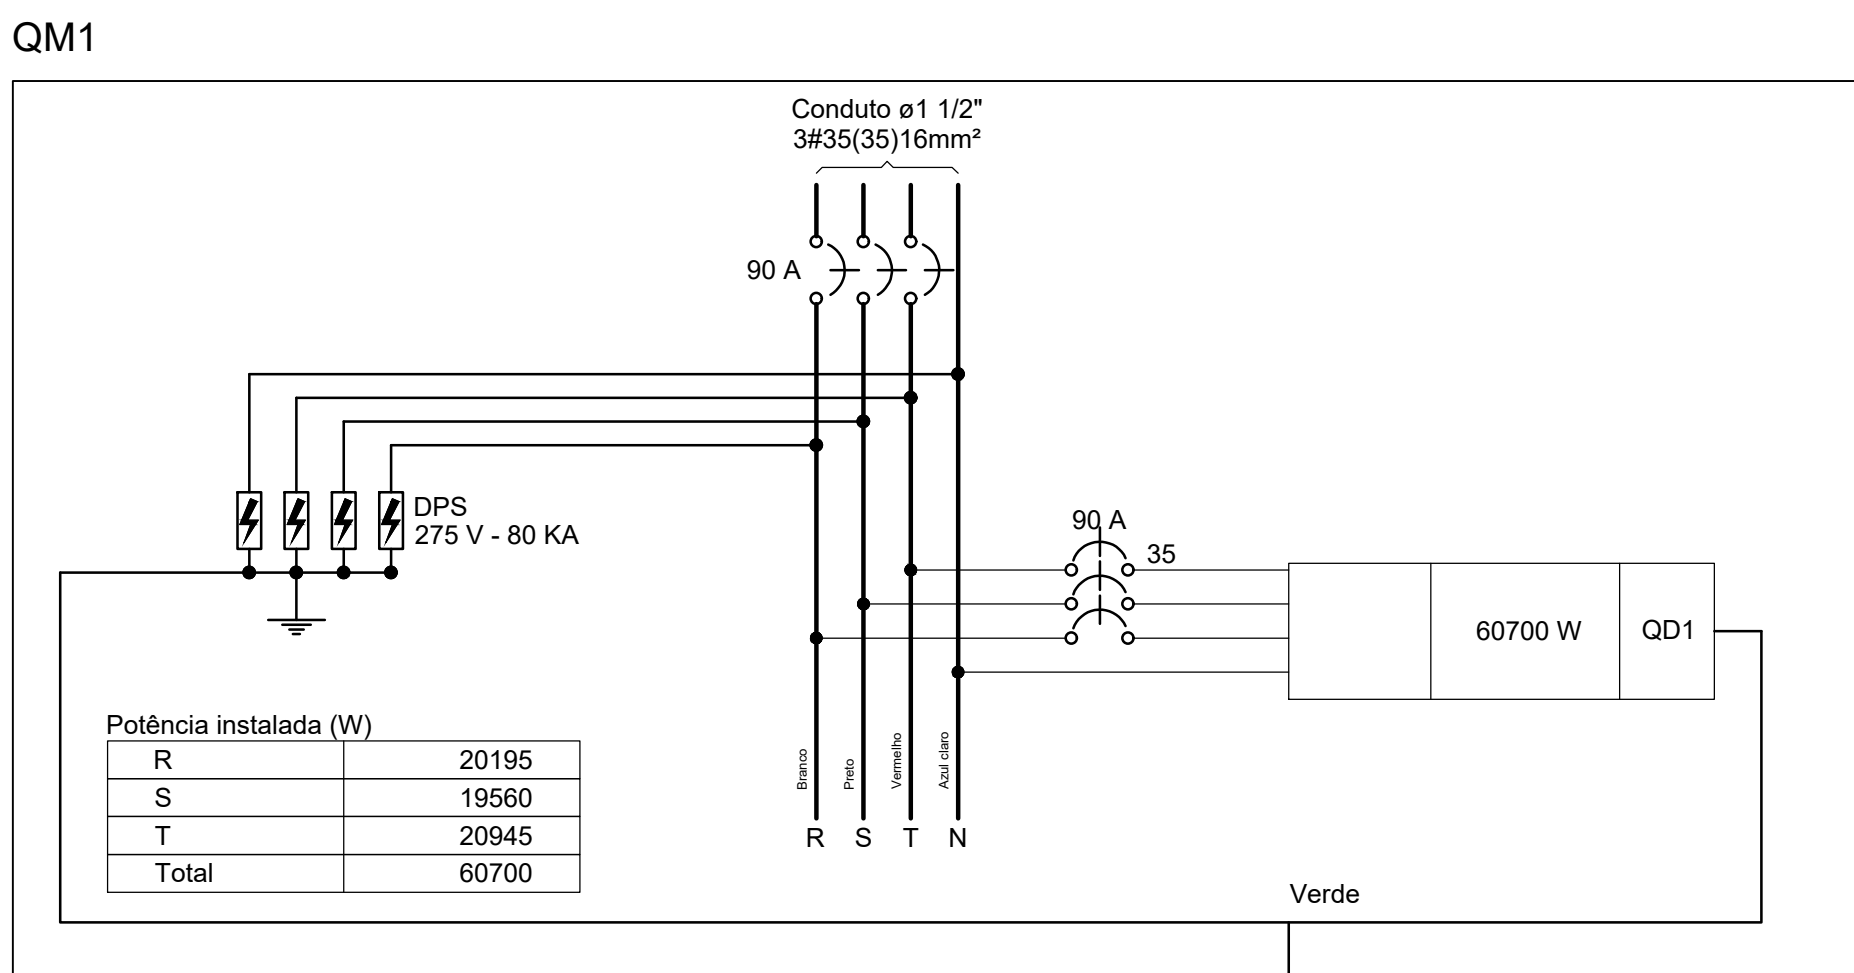 QM1
Conduto ø1 1/2"
3#35(35)16mm²
90 A
DPS
275 V - 80 KA
90 A
35
60700 W
QD1
Potência instalada (W)
R 20195
S 19560
T 20945
Total 60700
Branco
Preto
Vermelho
Azul claro
R S T N
Verde